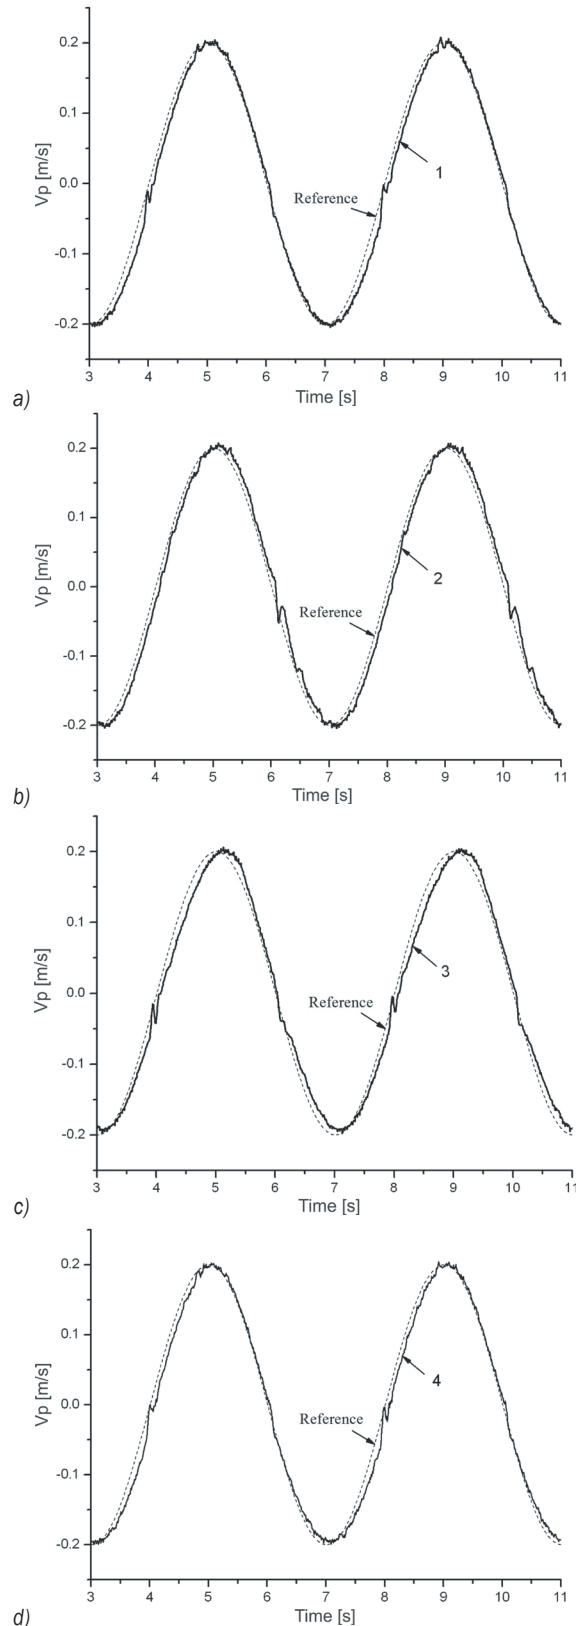 0.2
0.1
Vp [m/s]
0.0
-0.1
-0.2
Reference
1
3 4 5 6 7 8 9 10 11
Time [s]
a)
0.2
0.1
Vp [m/s]
0.0
-0.1
-0.2
Reference
2
3 4 5 6 7 8 9 10 11
Time [s]
b)
0.2
0.1
Vp [m/s]
0.0
-0.1
-0.2
Reference
3
3 4 5 6 7 8 9 10 11
Time [s]
c)
0.2
0.1
Vp [m/s]
0.0
-0.1
-0.2
Reference
4
3 4 5 6 7 8 9 10 11
Time [s]
d)